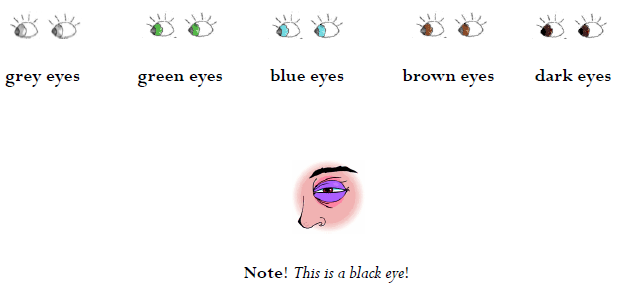 grey eyes green eyes blue eyes brown eyes dark eyes
Note! This is a black eye!